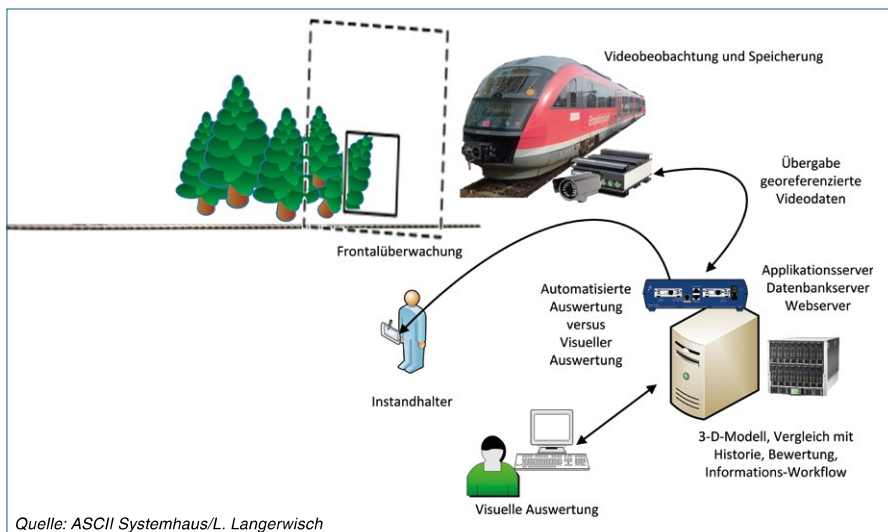 Videobeobachtung und Speicherung
Übergabe
georeferenzierte
Videodaten
Frontalüberwachung
Automatisierte
Auswertung
versus
Visueller
Auswertung
Applikationsserver
Datenbankserver
Webserver
Instandhalter
3-D-Modell, Vergleich mit
Historie, Bewertung,
Informations-Workflow
Visuelle Auswertung
Quelle: ASCII Systemhaus/L. Langerwisch